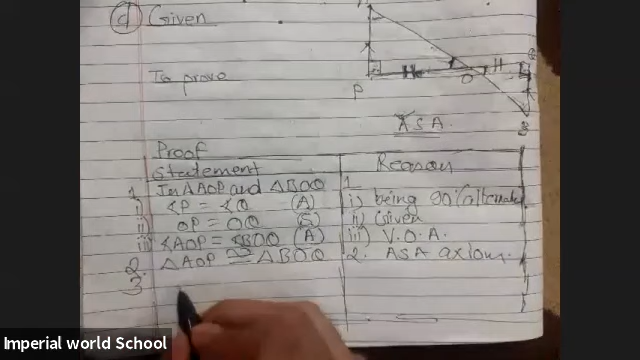 (d) Given
To prove
P
O
B
ASA.
Proof
Statement
Reason
1. In ΔAOP and ΔBOQ
1
i) ∢P = ∢Q (A)
i) being 90°
ii) OP = OQ (S)
ii) Given
iii) ∢AOP = ∢BOQ (A)
iii) V.O.A.
2. ΔAOP ≅ ΔBOQ
2. ASA axiom.
3
Imperial world School